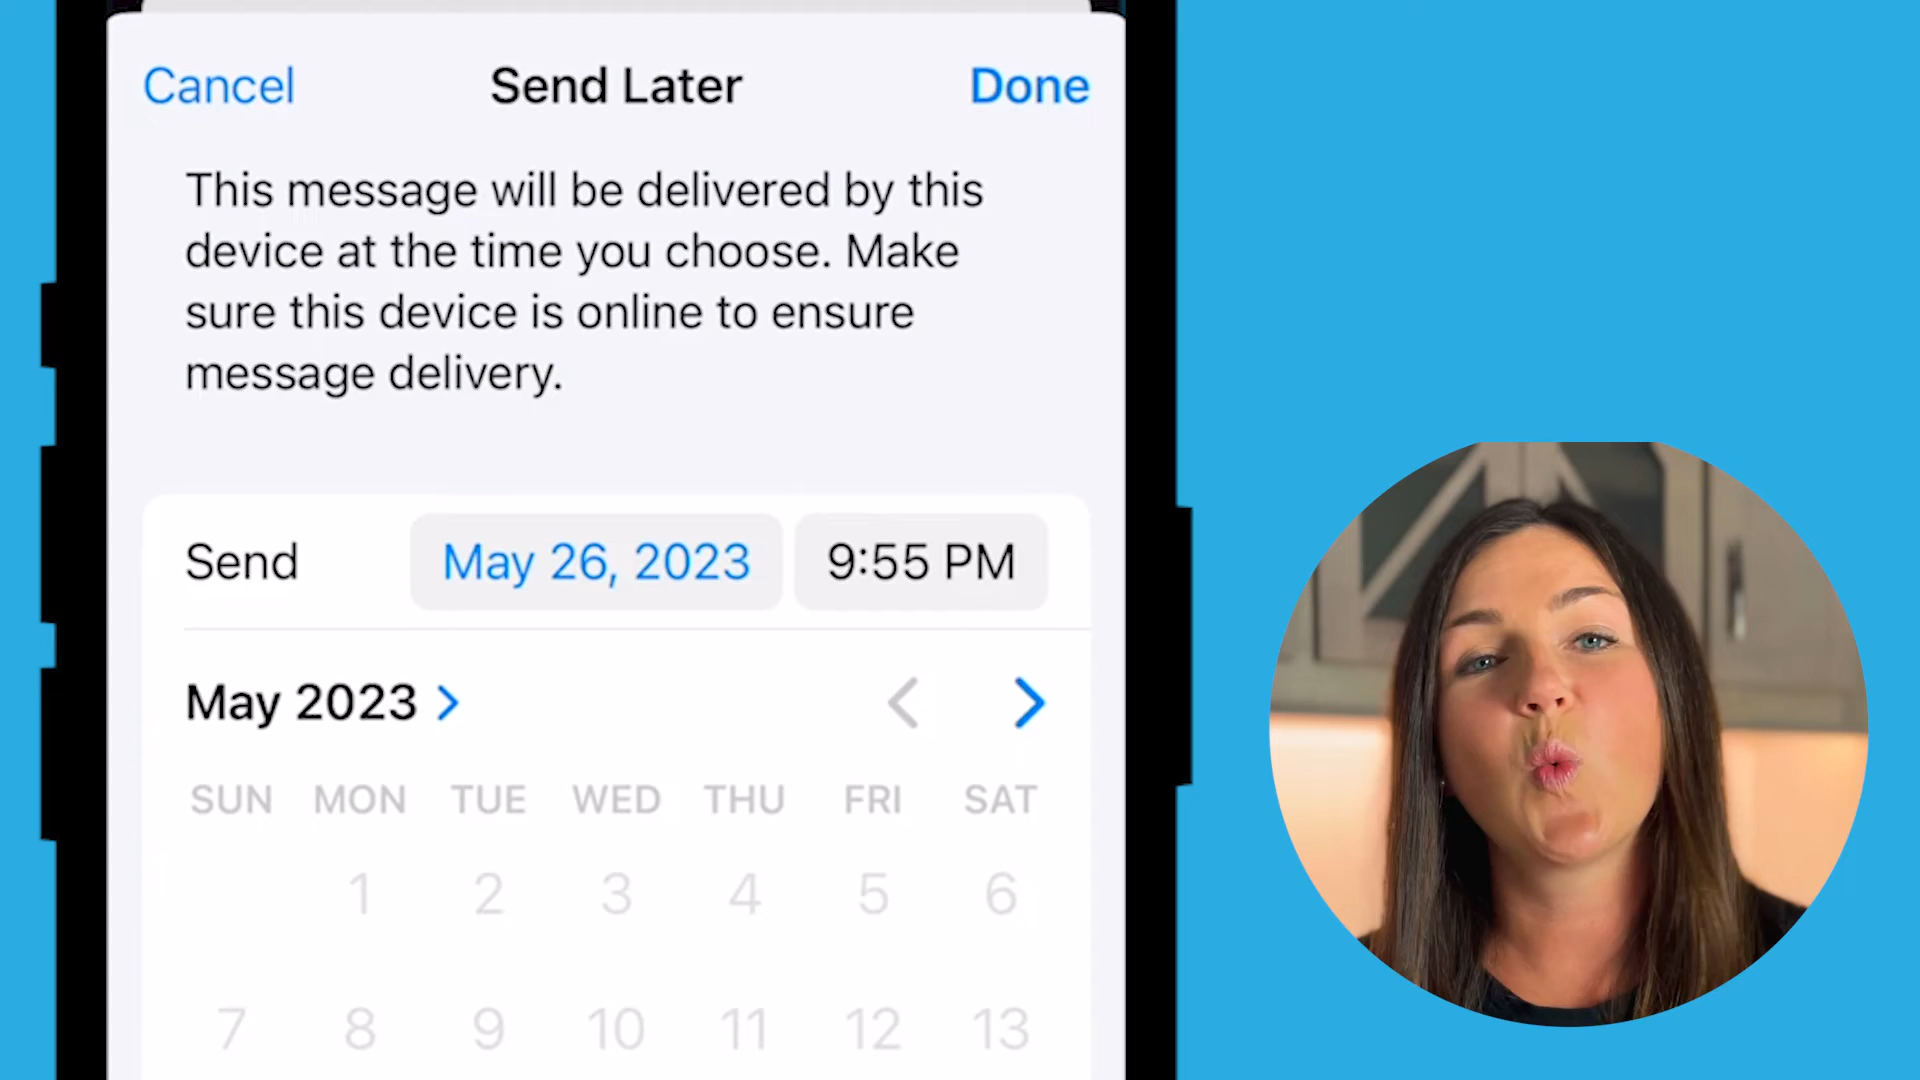 Cancel Send Later Done
This message will be delivered by this
device at the time you choose. Make
sure this device is online to ensure
message delivery.
Send May 26, 2023 9:55 PM
May 2023
SUN MON TUE WED THU FRI SAT
1 2 3 4 5 6
7 8 9 10 11 12 13